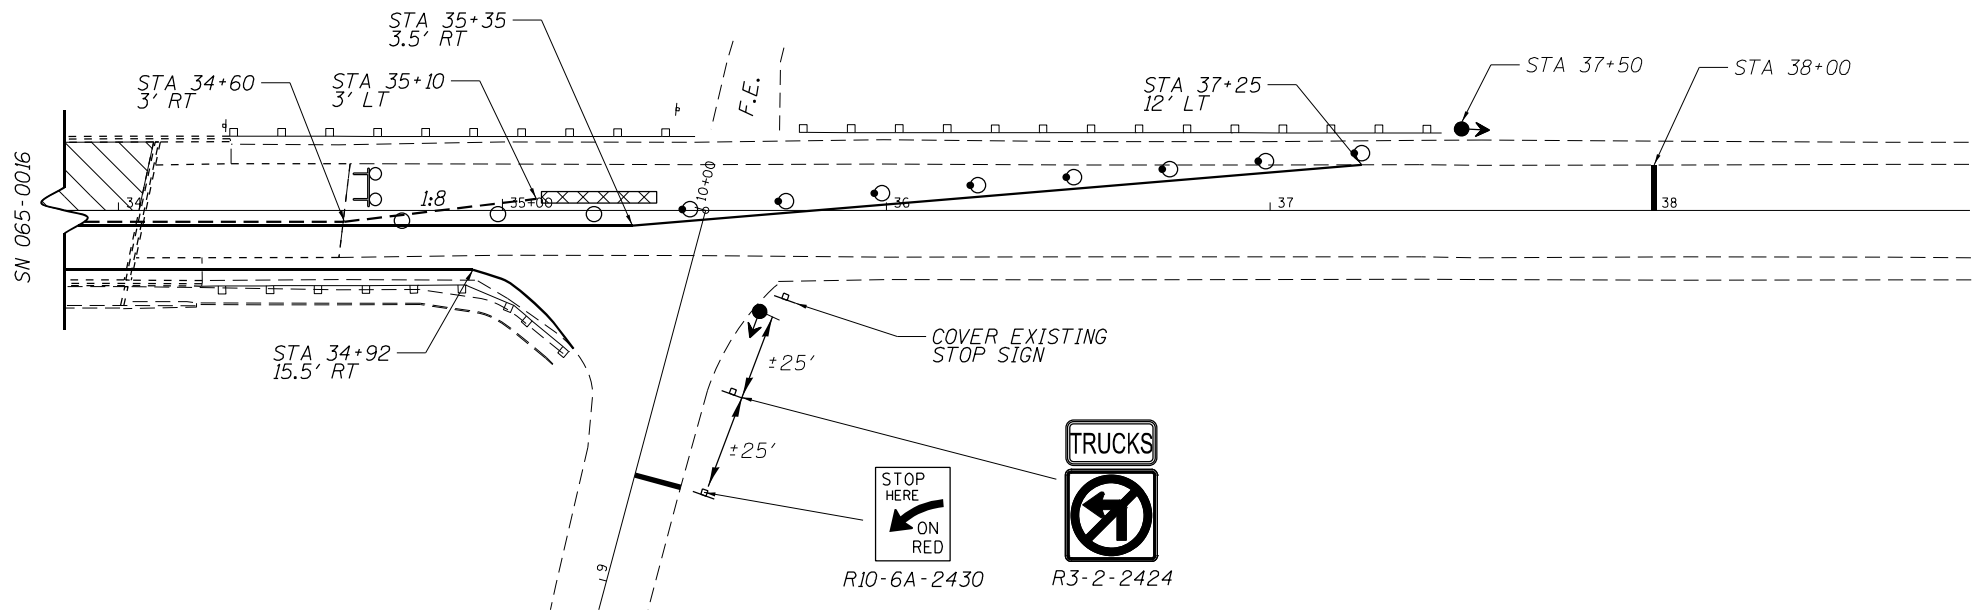 STA 35+35
3.5' RT
STA 34+60
3' RT
STA 35+10
3' LT
F.E.
STA 37+25
12' LT
STA 37+50
STA 38+00
SN 065-0016
34
1:8
35+00
10+00
36
37
38
STA 34+92
15.5' RT
COVER EXISTING
STOP SIGN
±25'
±25'
TRUCKS
STOP
HERE
ON
RED
R10-6A-2430
R3-2-2424
9